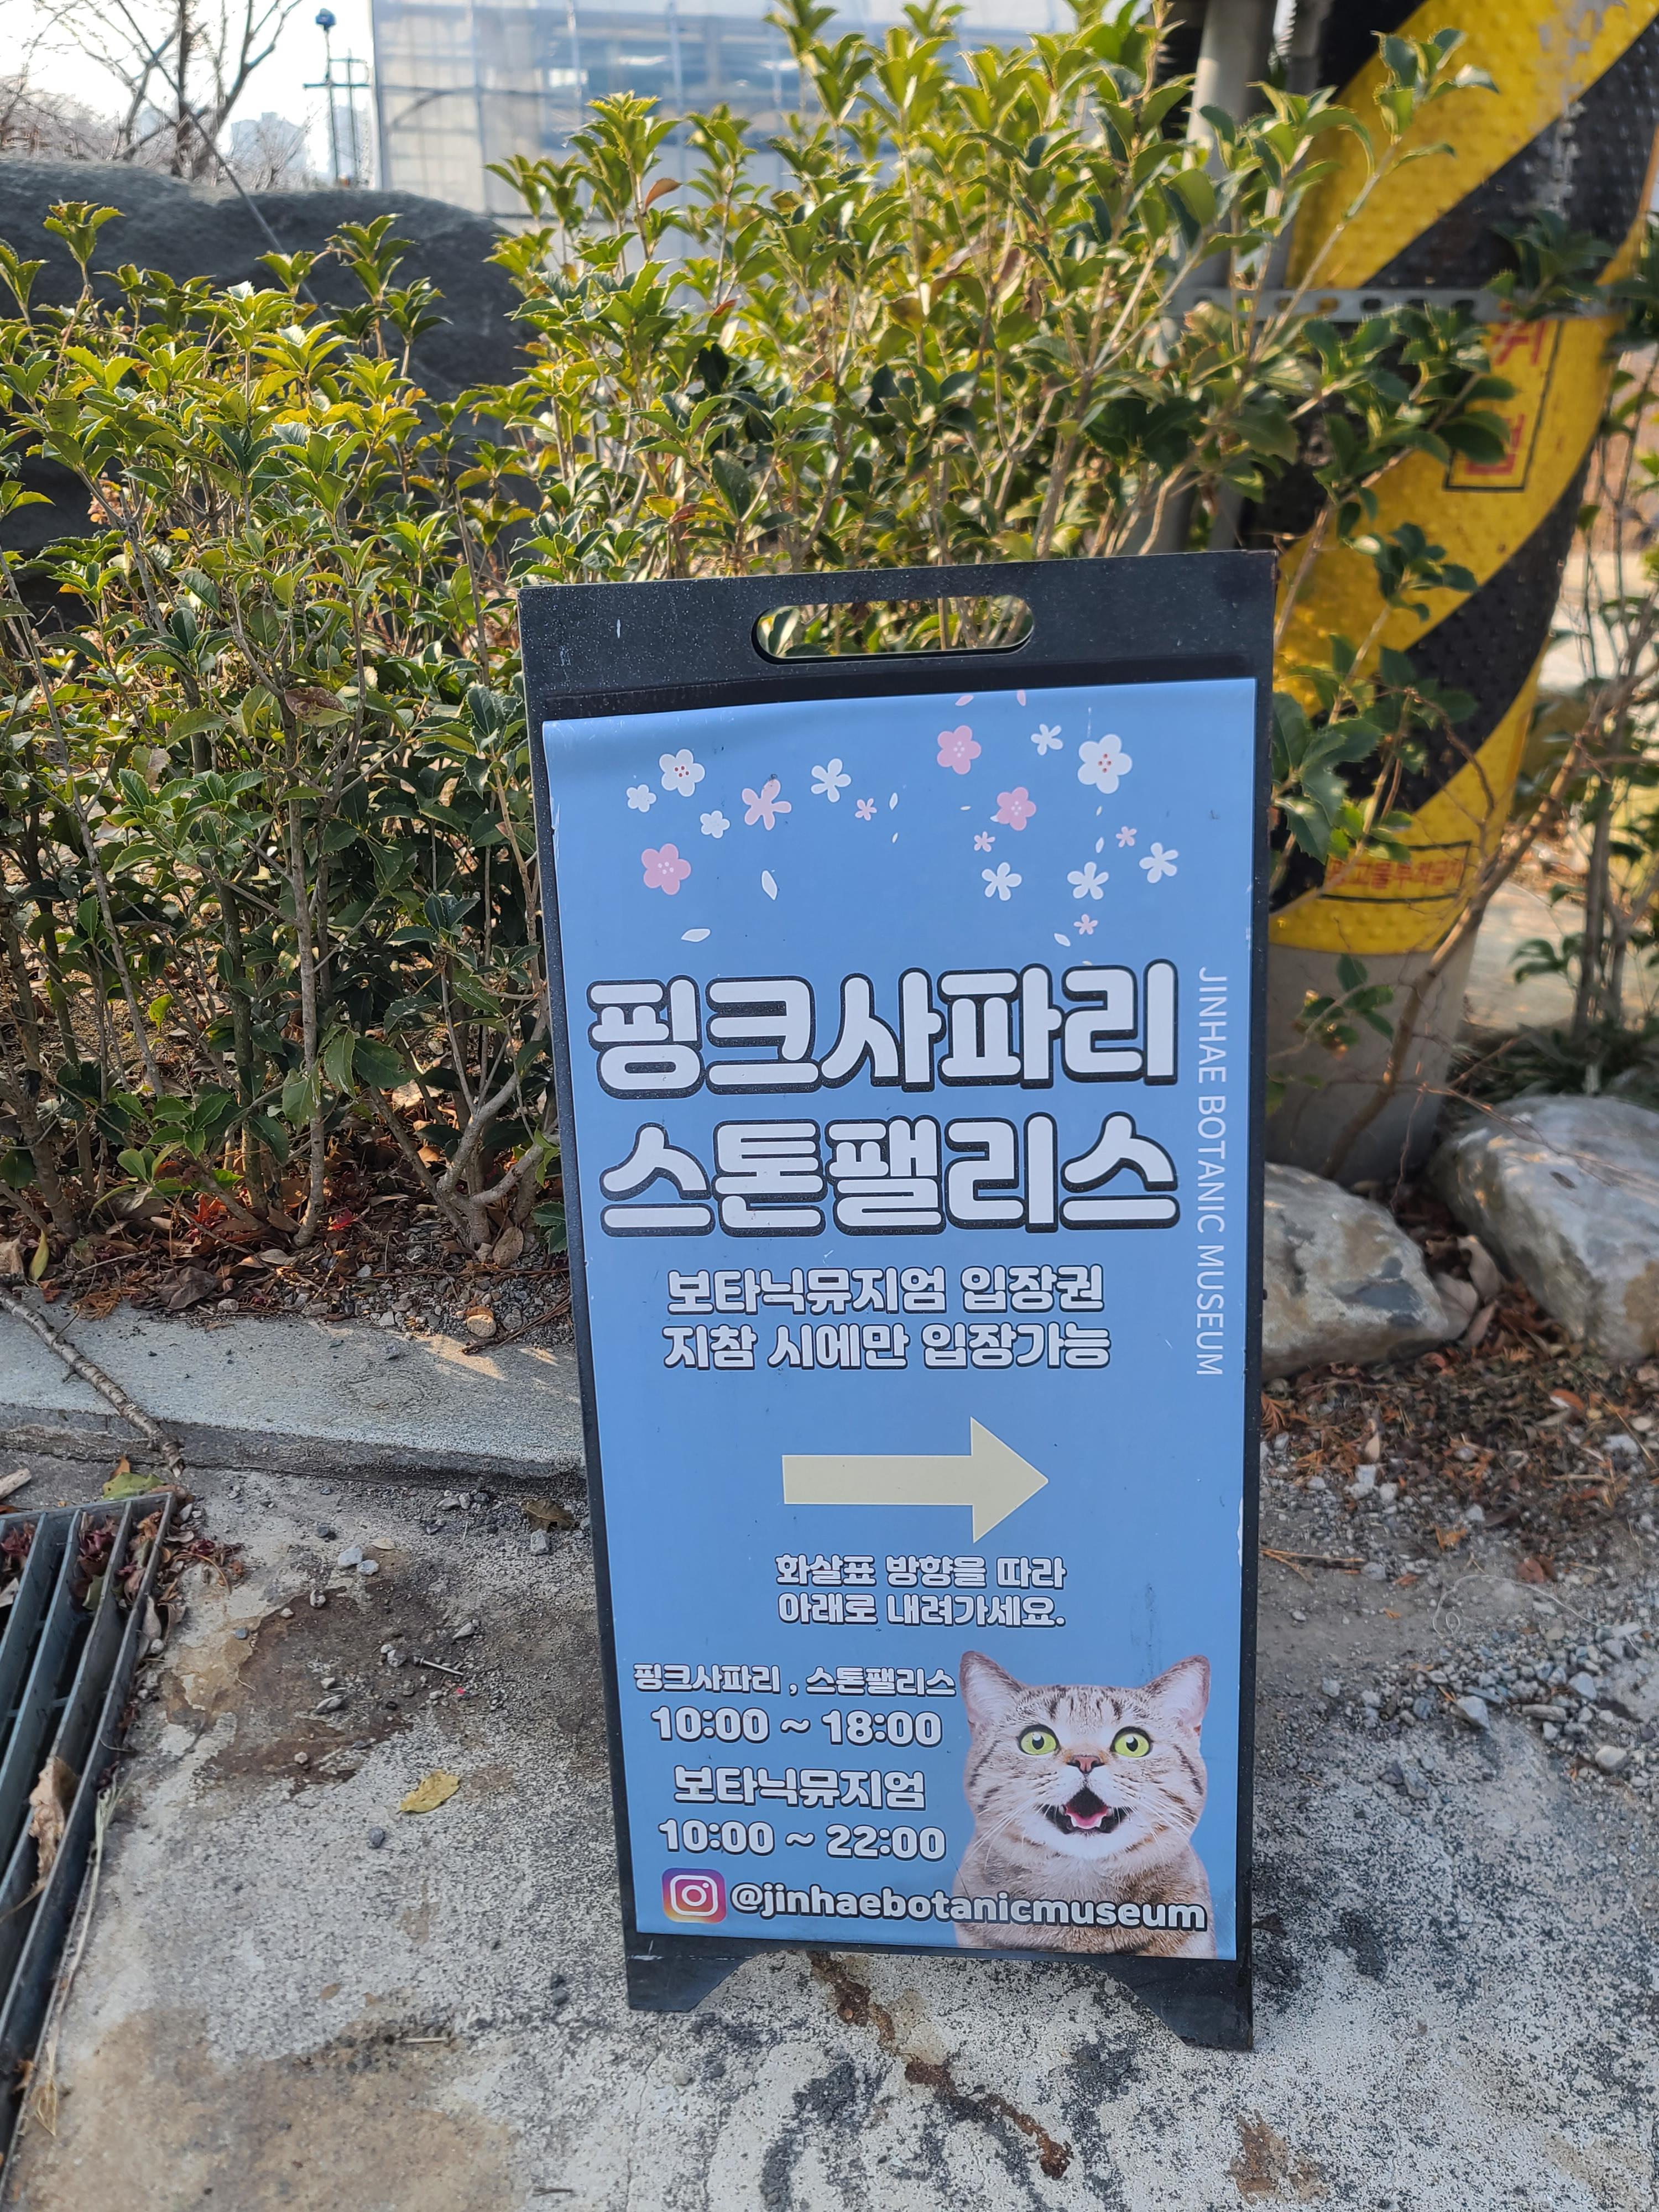 핑크사파리
스톤팰리스
JINHAE BOTANIC MUSEUM
보타닉뮤지엄 입장권
지참 시에만 입장가능
화살표 방향을 따라
아래로 내려가세요.
핑크사파리 , 스톤팰리스
10:00 ~ 18:00
보타닉뮤지엄
10:00 ~ 22:00
@jinhaebotanicmuseum